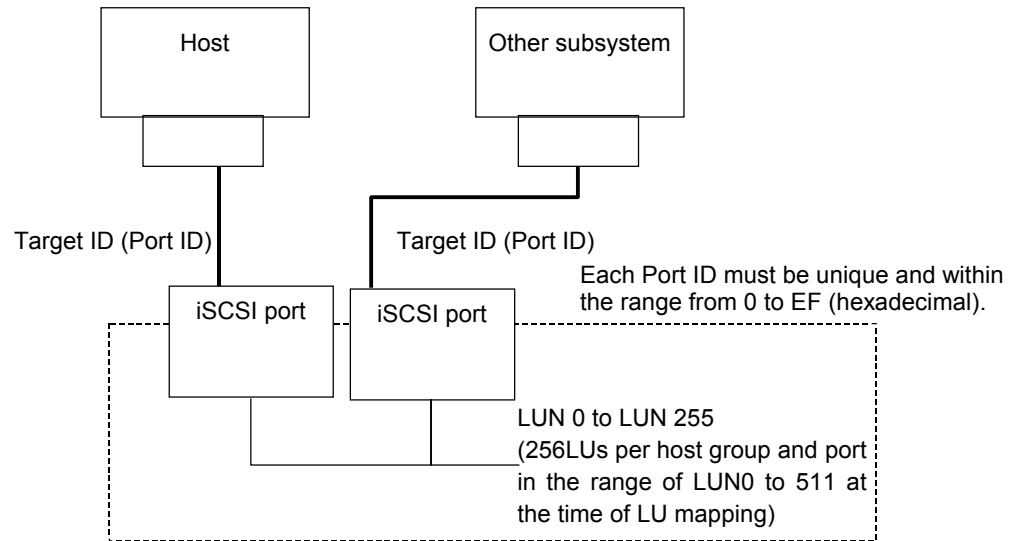 Host
Other subsystem
Target ID (Port ID)
Target ID (Port ID)
Each Port ID must be unique and within
the range from 0 to EF (hexadecimal).
iSCSI port
iSCSI port
LUN 0 to LUN 255
(256LUs per host group and port
in the range of LUN0 to 511 at
the time of LU mapping)